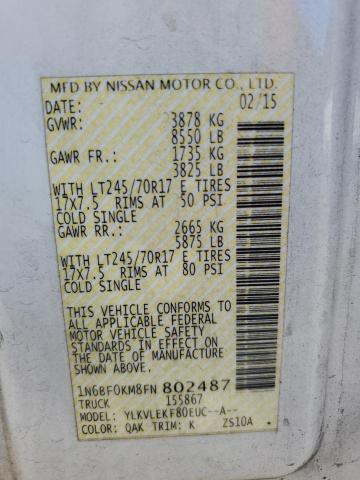 MFD BY NISSAN MOTOR CO., LTD.
DATE: 02/15
GVWR: 3878 KG
8550 LB
GAWR FR.: 1735 KG
3825 LB
WITH LT245/70R17 E TIRES
17X7.5 RIMS AT 50 PSI
COLD SINGLE
GAWR RR.: 2665 KG
5875 LB
WITH LT245/70R17 E TIRES
17X7.5 RIMS AT 80 PSI
COLD SINGLE
THIS VEHICLE CONFORMS TO
ALL APPLICABLE FEDERAL
MOTOR VEHICLE SAFETY
STANDARDS IN EFFECT ON THE
DATE OF MANUFACTURE
SHOWN ABOVE.
1N6BF0KM8FN 802487
TRUCK 155867
MODEL: YLKVLEKF80EUC--A--
COLOR: QAK TRIM: K ZS10A